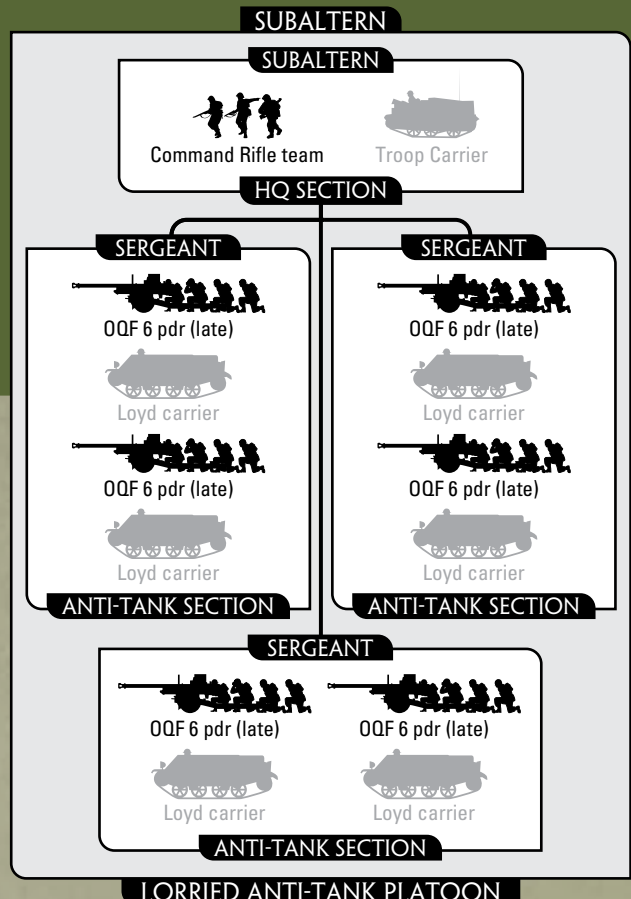 SUBALTERN
SUBALTERN
Command Rifle team
Troop Carrier
HQ SECTION
SERGEANT
OQF 6 pdr (late)
Loyd carrier
OQF 6 pdr (late)
Loyd carrier
ANTI-TANK SECTION
SERGEANT
OQF 6 pdr (late)
Loyd carrier
OQF 6 pdr (late)
Loyd carrier
ANTI-TANK SECTION
SERGEANT
OQF 6 pdr (late)
OQF 6 pdr (late)
Loyd carrier
Loyd carrier
ANTI-TANK SECTION
LORRIED ANTI-TANK PLATOON